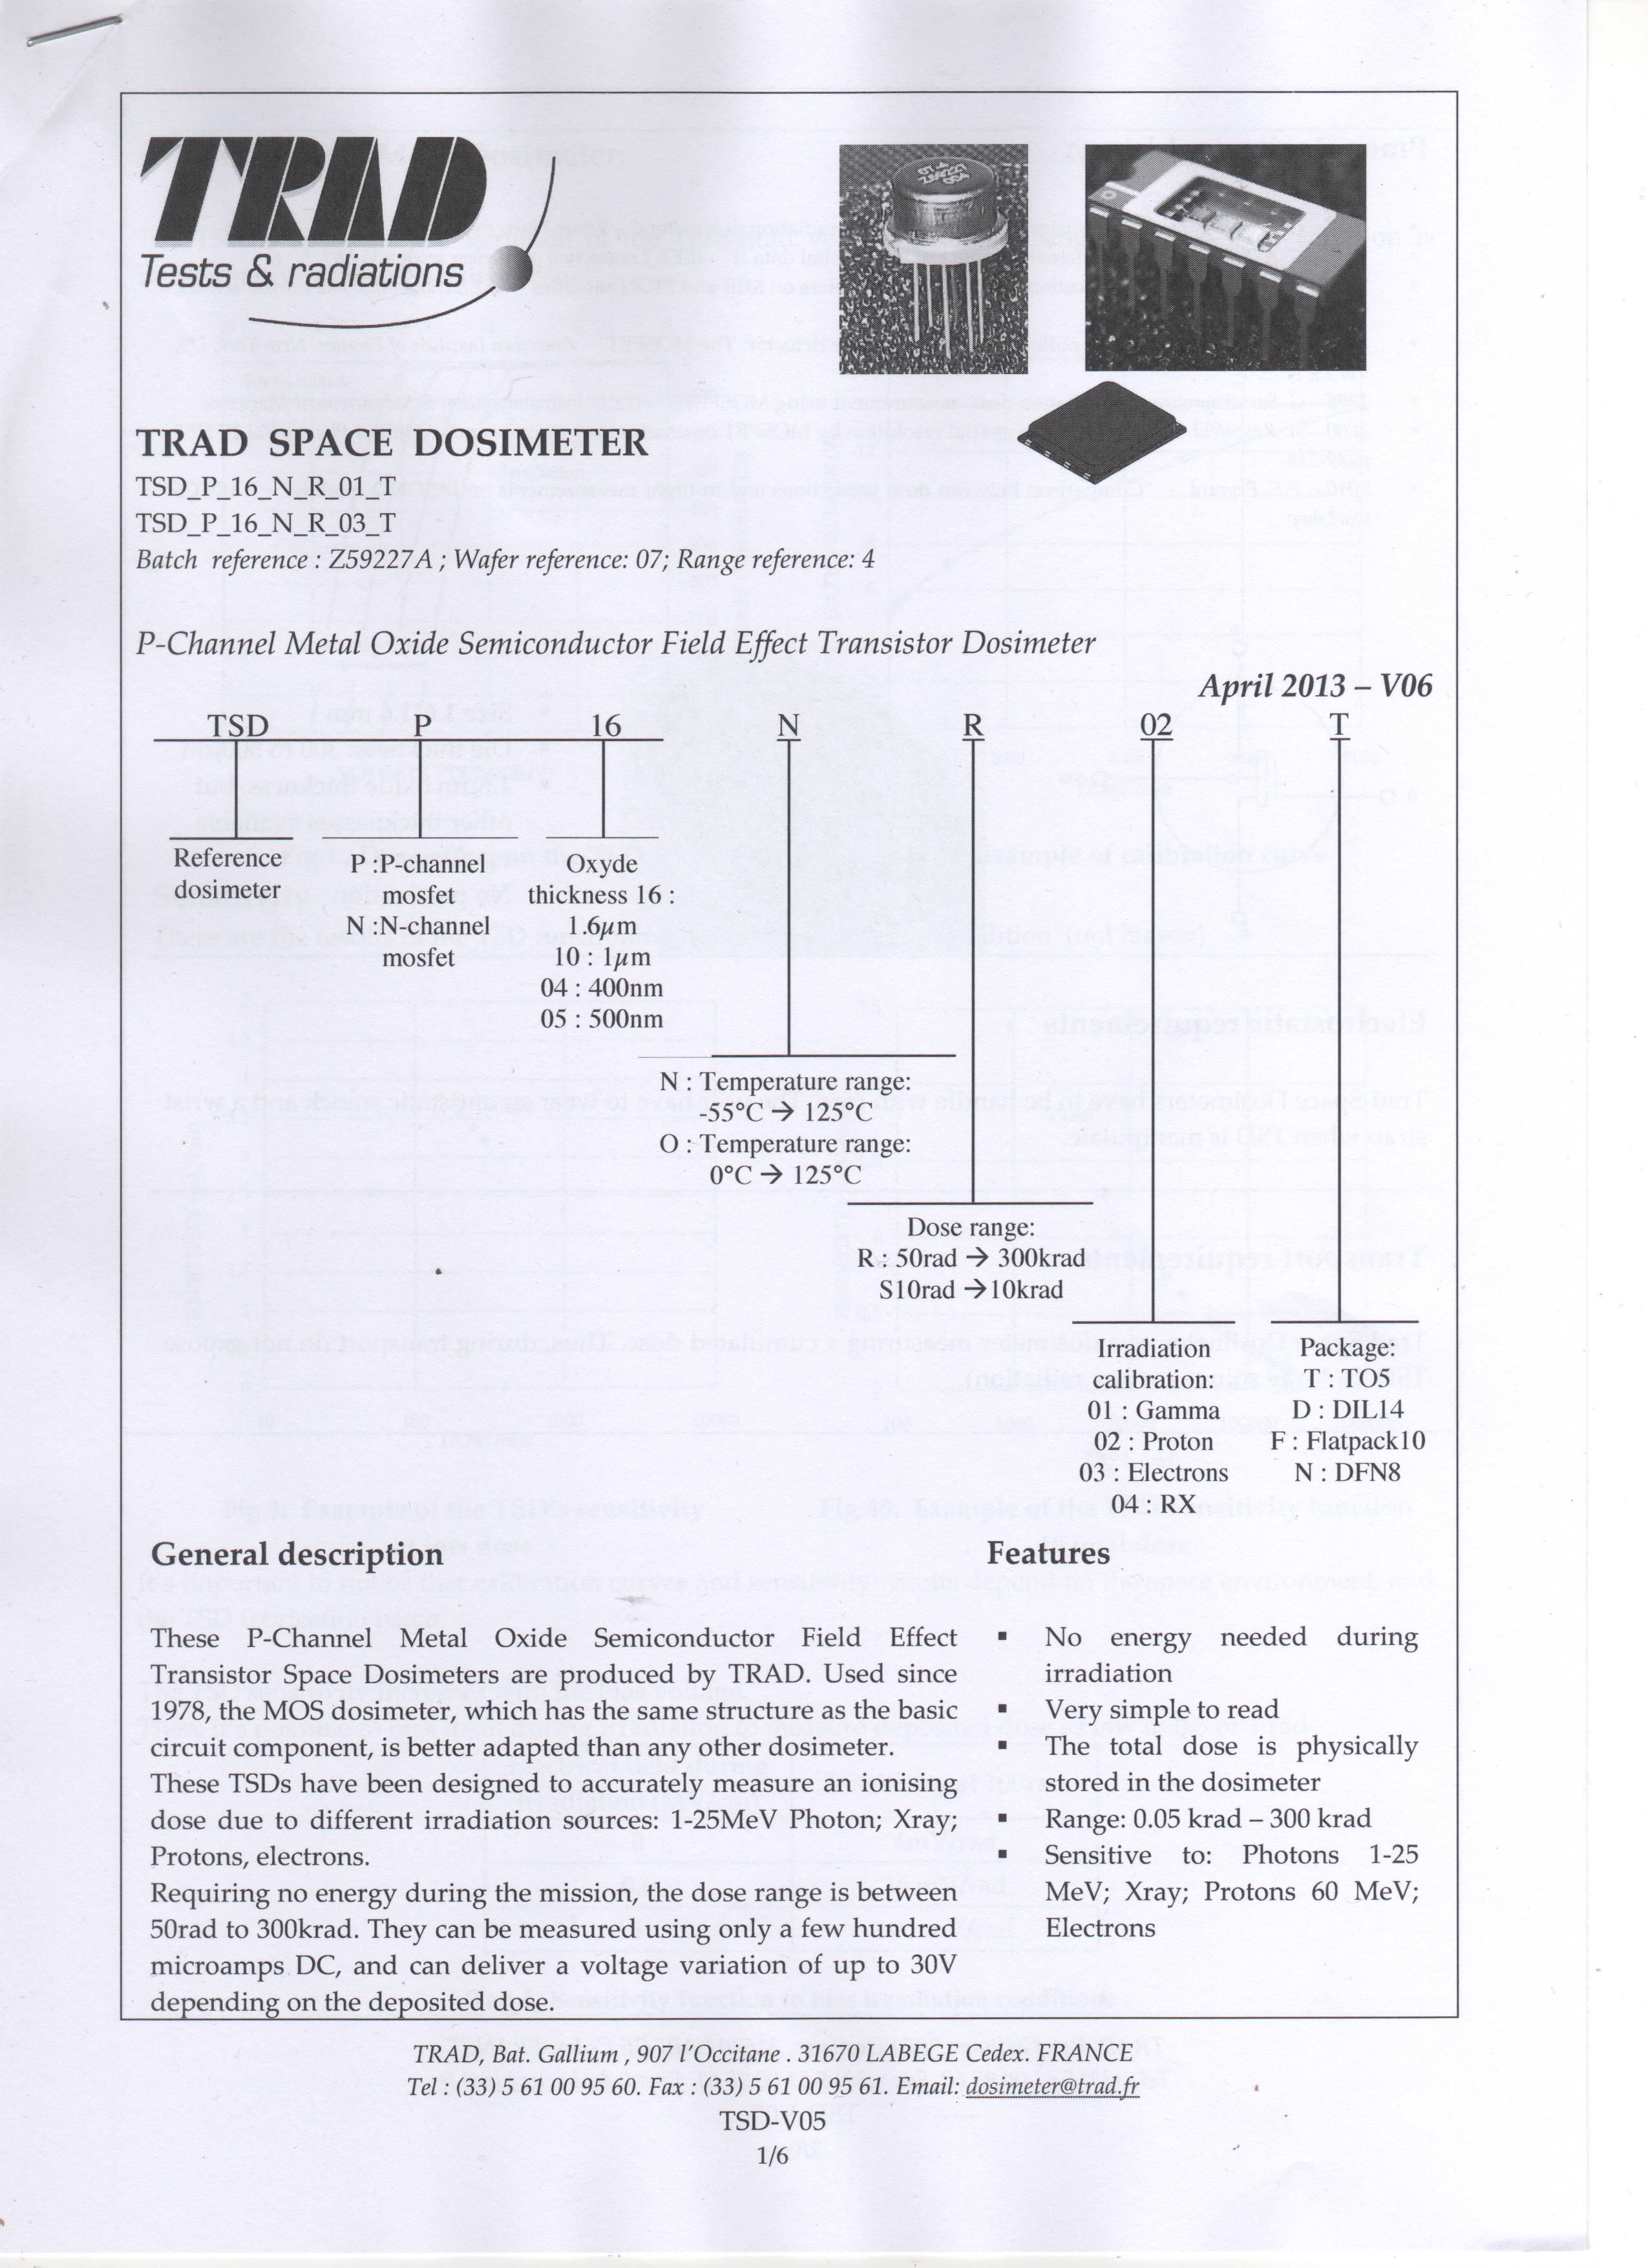 TRAD
Tests & radiations
TRAD SPACE DOSIMETER
TSD_P_16_N_R_01_T
TSD_P_16_N_R_03_T
Batch reference : Z59227A ; Wafer reference: 07; Range reference: 4
P-Channel Metal Oxide Semiconductor Field Effect Transistor Dosimeter
April 2013 – V06
TSD P 16 N R 02 T
Reference
dosimeter
P :P-channel
mosfet
N :N-channel
mosfet
Oxyde
thickness 16 :
1.6µm
10 : 1µm
04 : 400nm
05 : 500nm
N : Temperature range:
-55°C → 125°C
O : Temperature range:
0°C → 125°C
Dose range:
R : 50rad → 300krad
S10rad →10krad
Irradiation
calibration:
01 : Gamma
02 : Proton
03 : Electrons
04 : RX
Package:
T : TO5
D : DIL14
F : Flatpack10
N : DFN8
General description
These P-Channel Metal Oxide Semiconductor Field Effect
Transistor Space Dosimeters are produced by TRAD. Used since
1978, the MOS dosimeter, which has the same structure as the basic
circuit component, is better adapted than any other dosimeter.
These TSDs have been designed to accurately measure an ionising
dose due to different irradiation sources: 1-25MeV Photon; Xray;
Protons, electrons.
Requiring no energy during the mission, the dose range is between
50rad to 300krad. They can be measured using only a few hundred
microamps DC, and can deliver a voltage variation of up to 30V
depending on the deposited dose.
Features
▪ No energy needed during
irradiation
▪ Very simple to read
▪ The total dose is physically
stored in the dosimeter
▪ Range: 0.05 krad – 300 krad
▪ Sensitive to: Photons 1-25
MeV; Xray; Protons 60 MeV;
Electrons
TRAD, Bat. Gallium , 907 l'Occitane . 31670 LABEGE Cedex. FRANCE
Tel : (33) 5 61 00 95 60. Fax : (33) 5 61 00 95 61. Email: dosimeter@trad.fr
TSD-V05
1/6